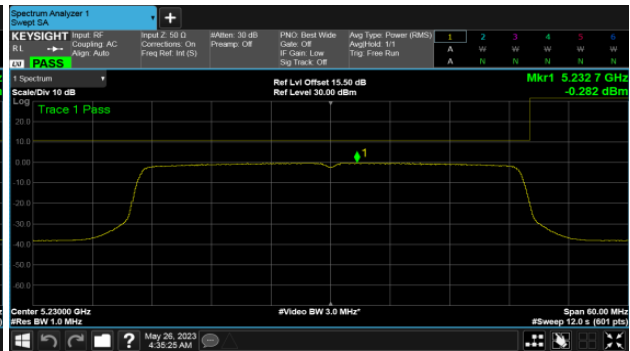 Spectrum Analyzer 1
Swept SA
KEYSIGHT Input: RF Input Z: 50 Ω #Atten: 30 dB PNO: Best Wide Avg Type: Power (RMS) 1 2 3 4 5 6
RL Coupling: AC Corrections: On Preamp: Off Gate: Off Avg|Hold: 1/1 A W W W W W
Align: Auto Freq Ref: Int (S) IF Gain: Low Trig: Free Run
LXI PASS Sig Track: Off A N N N N N
1 Spectrum Ref Lvl Offset 15.50 dB Mkr1 5.232 7 GHz
Scale/Div 10 dB Ref Level 30.00 dBm -0.282 dBm
Log
Trace 1 Pass
20.0
10.0
1
0.00
-10.0
-20.0
-30.0
-40.0
-50.0
-60.0
Center 5.23000 GHz #Video BW 3.0 MHz* Span 60.00 MHz
#Res BW 1.0 MHz #Sweep 12.0 s (601 pts)
? May 26, 2023
4:35:25 AM